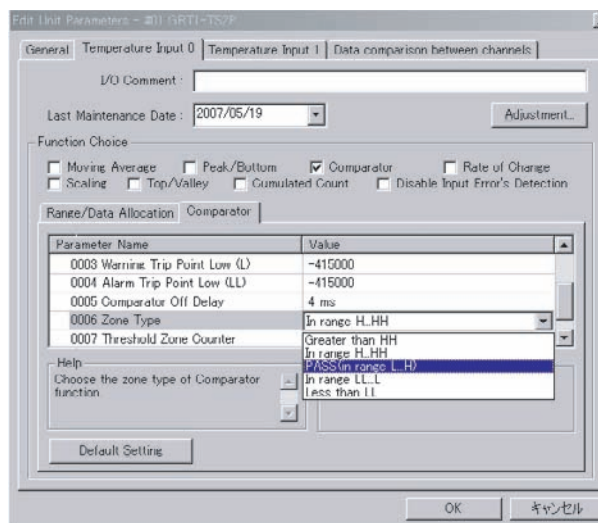 Edit Unit Parameters - #01 GRT1-TS2P
General Temperature Input 0 Temperature Input 1 Data comparison between channels
I/O Comment :
Last Maintenance Date : 2007/05/19 Adjustment...
Function Choice
Moving Average Peak/Bottom Comparator Rate of Change
Scaling Top/Valley Cumulated Count Disable Input Error's Detection
Range/Data Allocation Comparator
Parameter Name Value
0003 Warning Trip Point Low (L) -415000
0004 Alarm Trip Point Low (LL) -415000
0005 Comparator Off Delay 4 ms
0006 Zone Type In range H...HH
0007 Threshold Zone Counter
Greater than HH
In range H...HH
PASS(in range L...H)
In range LL...L
Less than LL
Help
Choose the zone type of Comparator
function
Default Setting
OK キャンセル